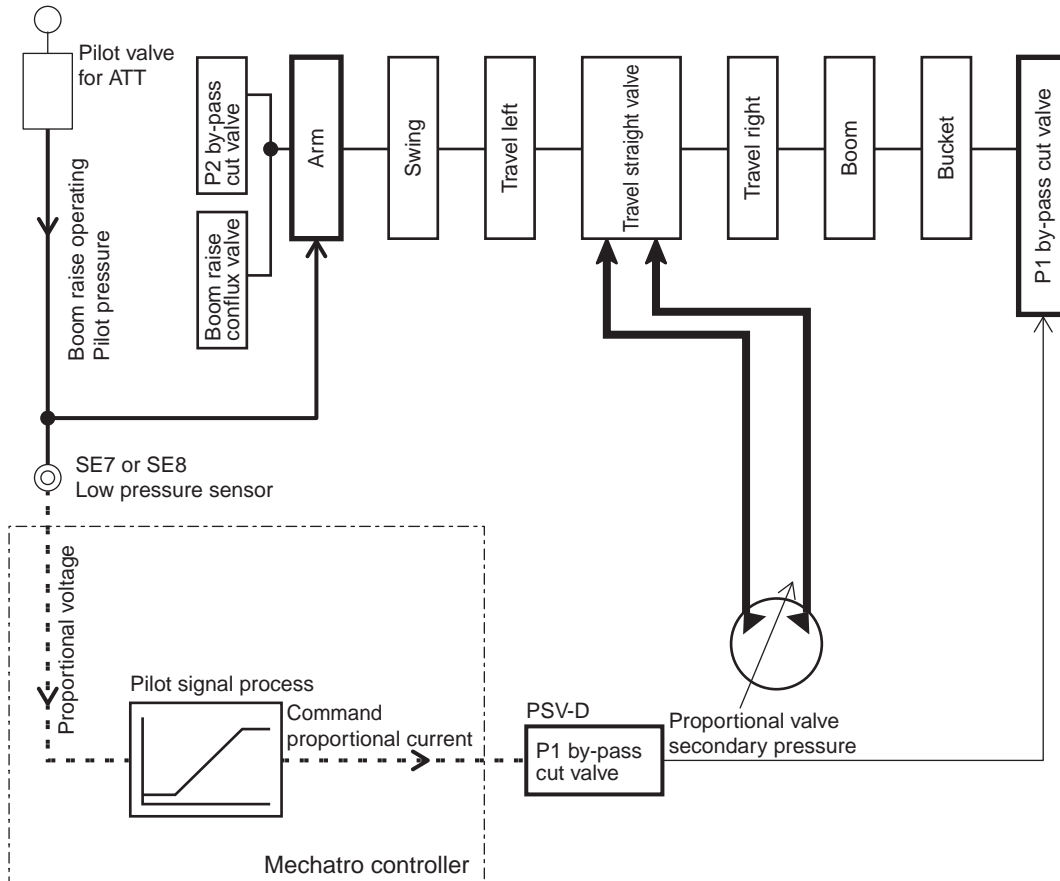 Pilot valve
for ATT
P2 by-pass
cut valve
Boom raise
conflux valve
Arm
Swing
Travel left
Travel straight valve
Travel right
Boom
Bucket
P1 by-pass cut valve
Boom raise operating
Pilot pressure
SE7 or SE8
Low pressure sensor
Proportional voltage
Pilot signal process
Command
proportional current
PSV-D
P1 by-pass
cut valve
Proportional valve
secondary pressure
Mechatro controller